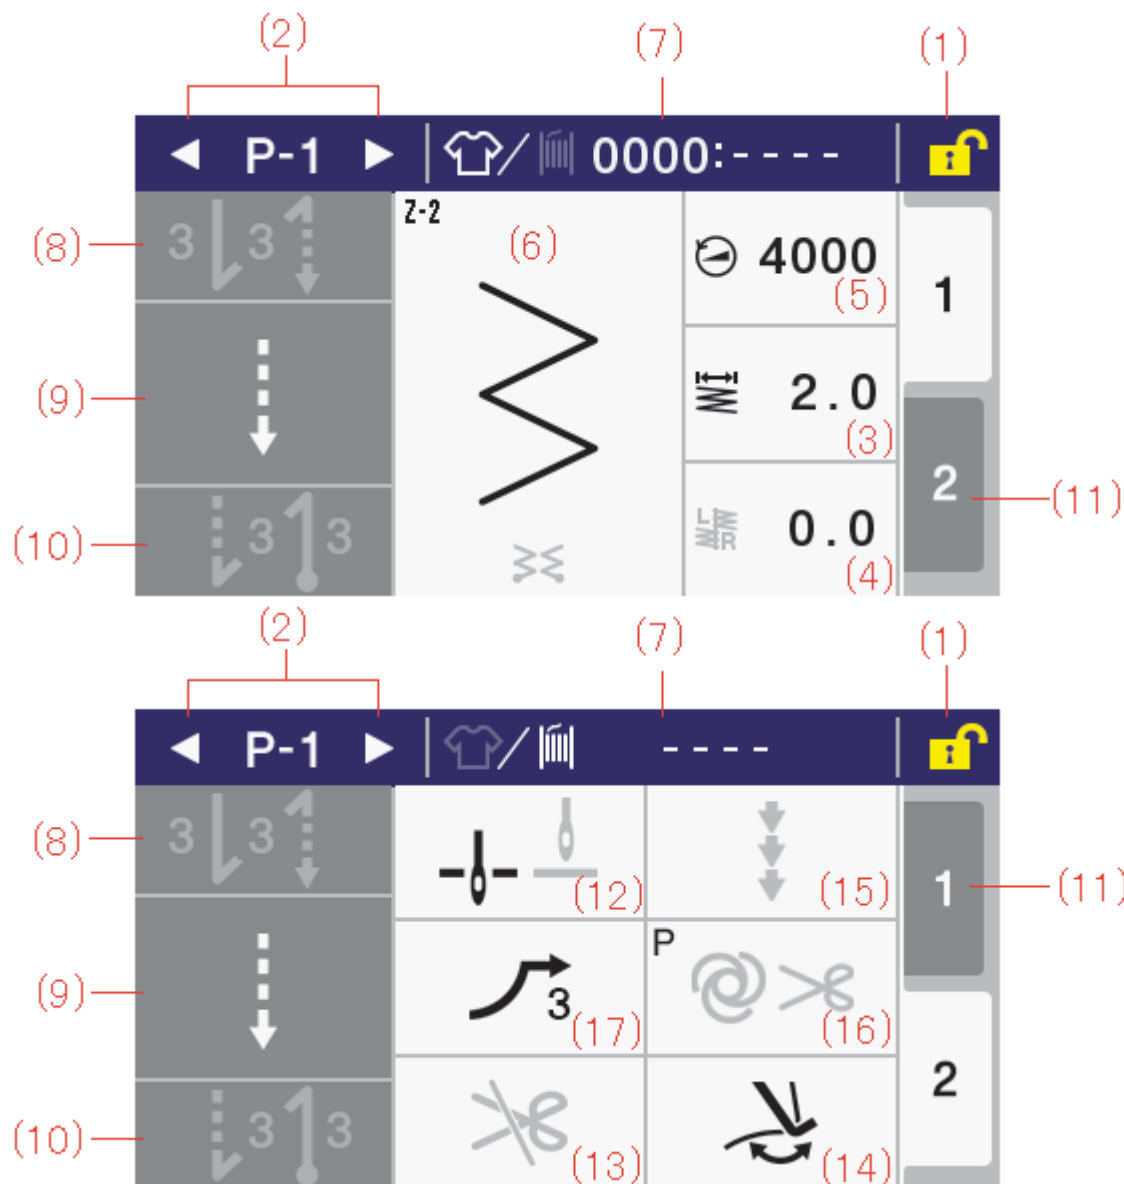 (2) (7) (1)
P-1 / 0000:----
(8) 3 3 Z-2 (6) 4000
(5) 1
(9) 2.0
(3)
2 (11)
(10) 3 3 L R 0.0
(4)
(2) (7) (1)
P-1 / ----
(8) 3 3 (12) (15) 1 (11)
P
(9) 3 (17) (16)
2
(10) 3 3 (13) (14)